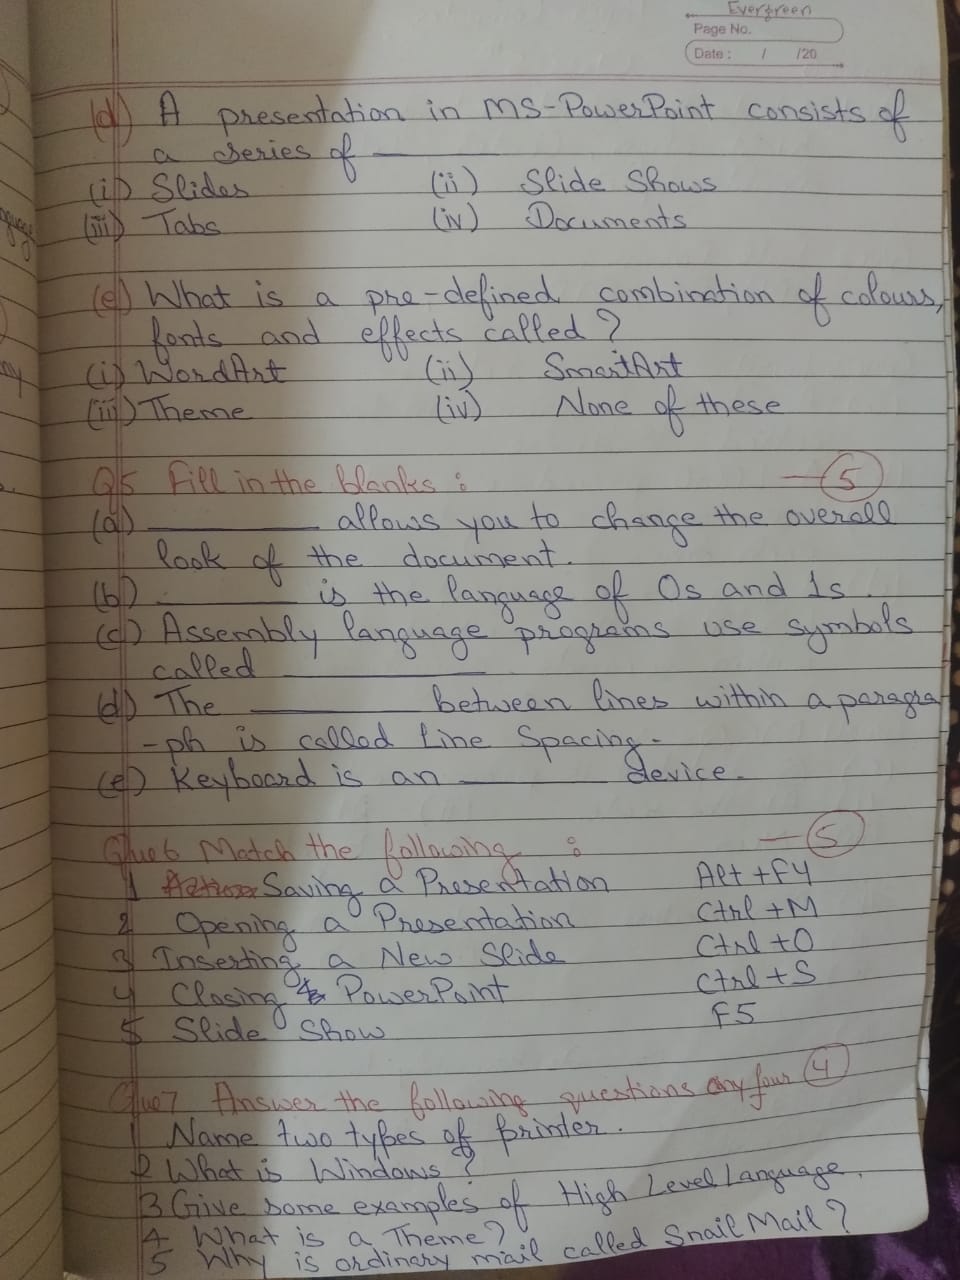 Evergreen
Page No.
Date : / /20
(d) A presentation in MS-PowerPoint consists of
a series of ______
(i) Slides (ii) Slide Shows
(iii) Tabs (iv) Documents
(e) What is a pre-defined combination of colours,
fonts and effects called ?
(i) WordArt (ii) SmartArt
(iii) Theme (iv) None of these
Q5 Fill in the blanks : — 5
(a) ______ allows you to change the overall
look of the document.
(b) ______ is the language of 0s and 1s.
(c) Assembly language programs use symbols
called ______
(d) The ______ between lines within a paragra
-ph is called Line Spacing.
(e) Keyboard is an ______ device.
Que6 Match the following : — 5
1 Saving a Presentation Alt +F4
2 Opening a Presentation Ctrl +M
3 Inserting a New Slide Ctrl +O
4 Closing PowerPoint Ctrl +S
5 Slide Show F5
Que7 Answer the following questions any four 4
1 Name two types of printer.
2 What is Windows ?
3 Give some examples of High Level Language.
4 What is a Theme?
5 Why is ordinary mail called Snail Mail ?